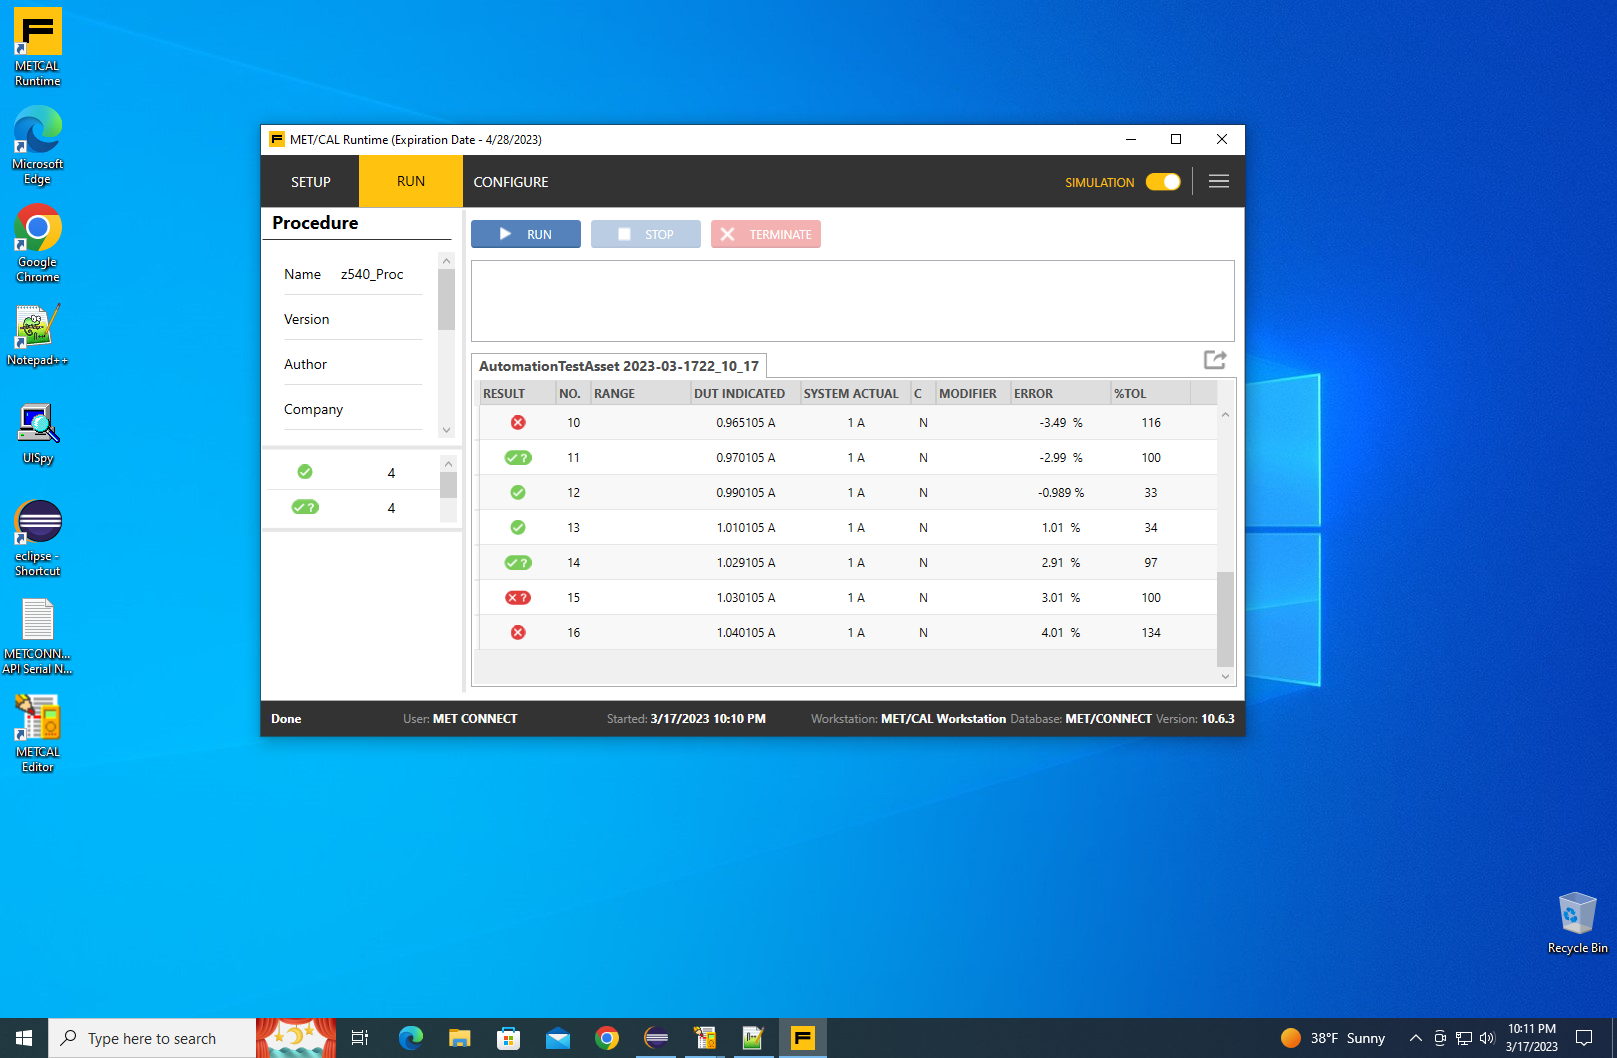 METCAL
Runtime
Microsoft
Edge
Google
Chrome
Notepad++
UISpy
eclipse -
Shortcut
METCONN...
API Serial N...
METCAL
Editor
MET/CAL Runtime (Expiration Date - 4/28/2023)
SETUP RUN CONFIGURE SIMULATION
Procedure
Name z540_Proc
Version
Author
Company
4
4
RUN STOP TERMINATE
AutomationTestAsset 2023-03-1722_10_17
RESULT NO. RANGE DUT INDICATED SYSTEM ACTUAL C MODIFIER ERROR %TOL
10 0.965105 A 1 A N -3.49 % 116
? 11 0.970105 A 1 A N -2.99 % 100
12 0.990105 A 1 A N -0.989 % 33
13 1.010105 A 1 A N 1.01 % 34
? 14 1.029105 A 1 A N 2.91 % 97
? 15 1.030105 A 1 A N 3.01 % 100
16 1.040105 A 1 A N 4.01 % 134
Done User: MET CONNECT Started: 3/17/2023 10:10 PM Workstation: MET/CAL Workstation Database: MET/CONNECT Version: 10.6.3
Recycle Bin
Type here to search
38°F Sunny
10:11 PM
3/17/2023